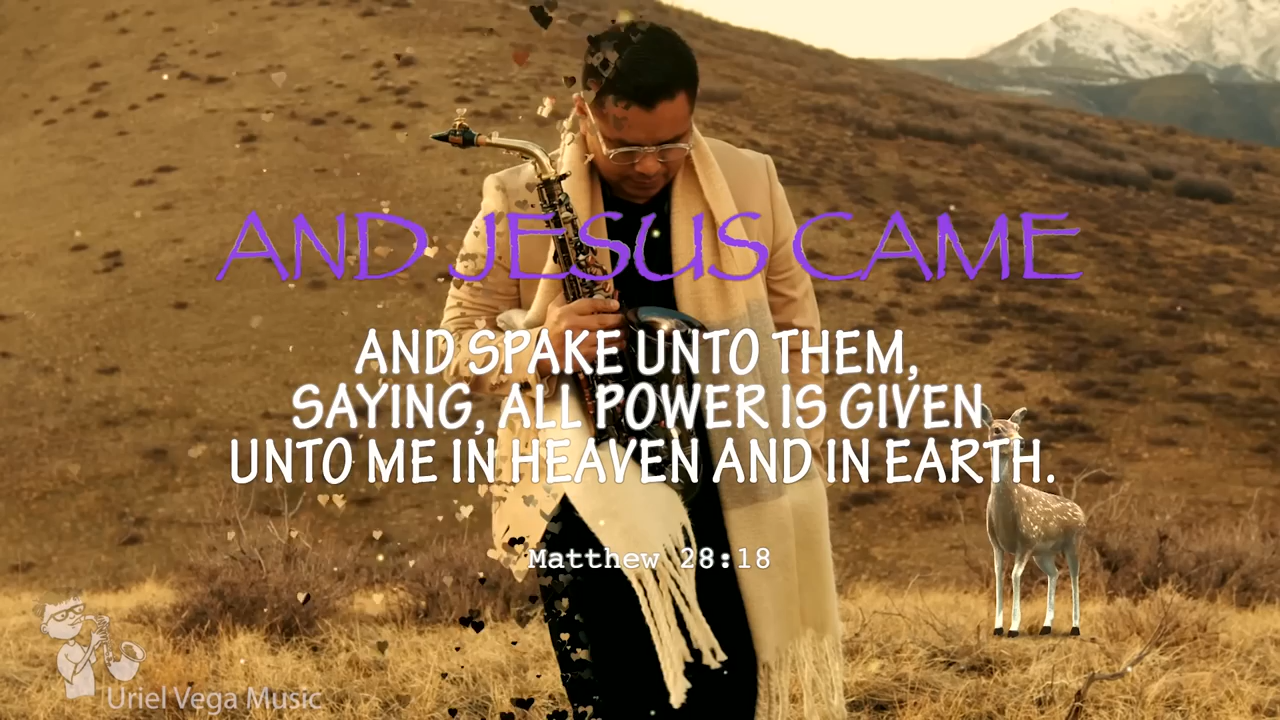 AND JESUS CAME
AND SPAKE UNTO THEM,
SAYING, ALL POWER IS GIVEN
UNTO ME IN HEAVEN AND IN EARTH.
Matthew 28:18
Uriel Vega Music